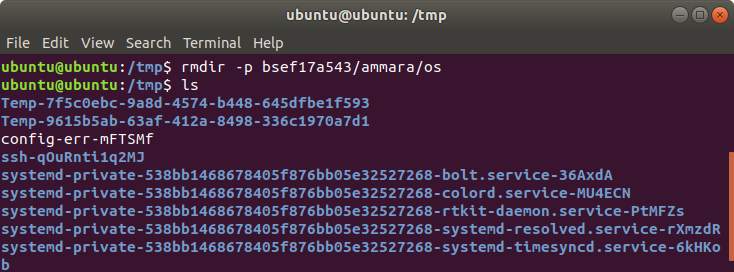 ubuntu@ubuntu: /tmp
File Edit View Search Terminal Help
ubuntu@ubuntu:/tmp$ rmdir -p bsef17a543/ammara/os
ubuntu@ubuntu:/tmp$ ls
Temp-7f5c0ebc-9a8d-4574-b448-645dfbe1f593
Temp-9615b5ab-63af-412a-8498-336c1970a7d1
config-err-mFTSMf
ssh-qOuRnti1q2MJ
systemd-private-538bb1468678405f876bb05e32527268-bolt.service-36AxdA
systemd-private-538bb1468678405f876bb05e32527268-colord.service-MU4ECN
systemd-private-538bb1468678405f876bb05e32527268-rtkit-daemon.service-PtMFZs
systemd-private-538bb1468678405f876bb05e32527268-systemd-resolved.service-rXmzdR
systemd-private-538bb1468678405f876bb05e32527268-systemd-timesyncd.service-6kHKo
b